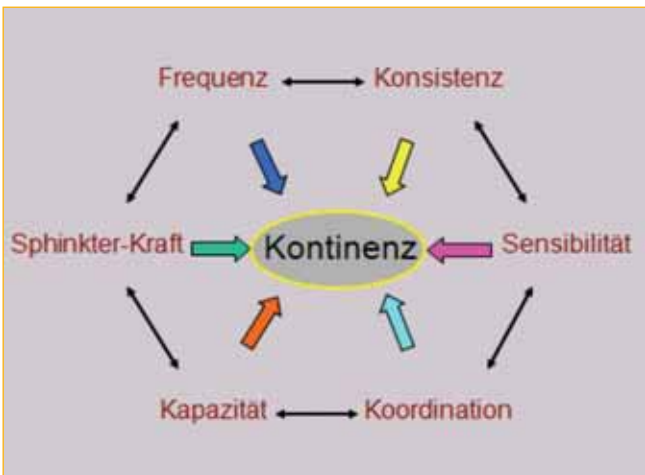 Frequenz Konsistenz
Sphinkter-Kraft Kontinenz Sensibilität
Kapazität Koordination